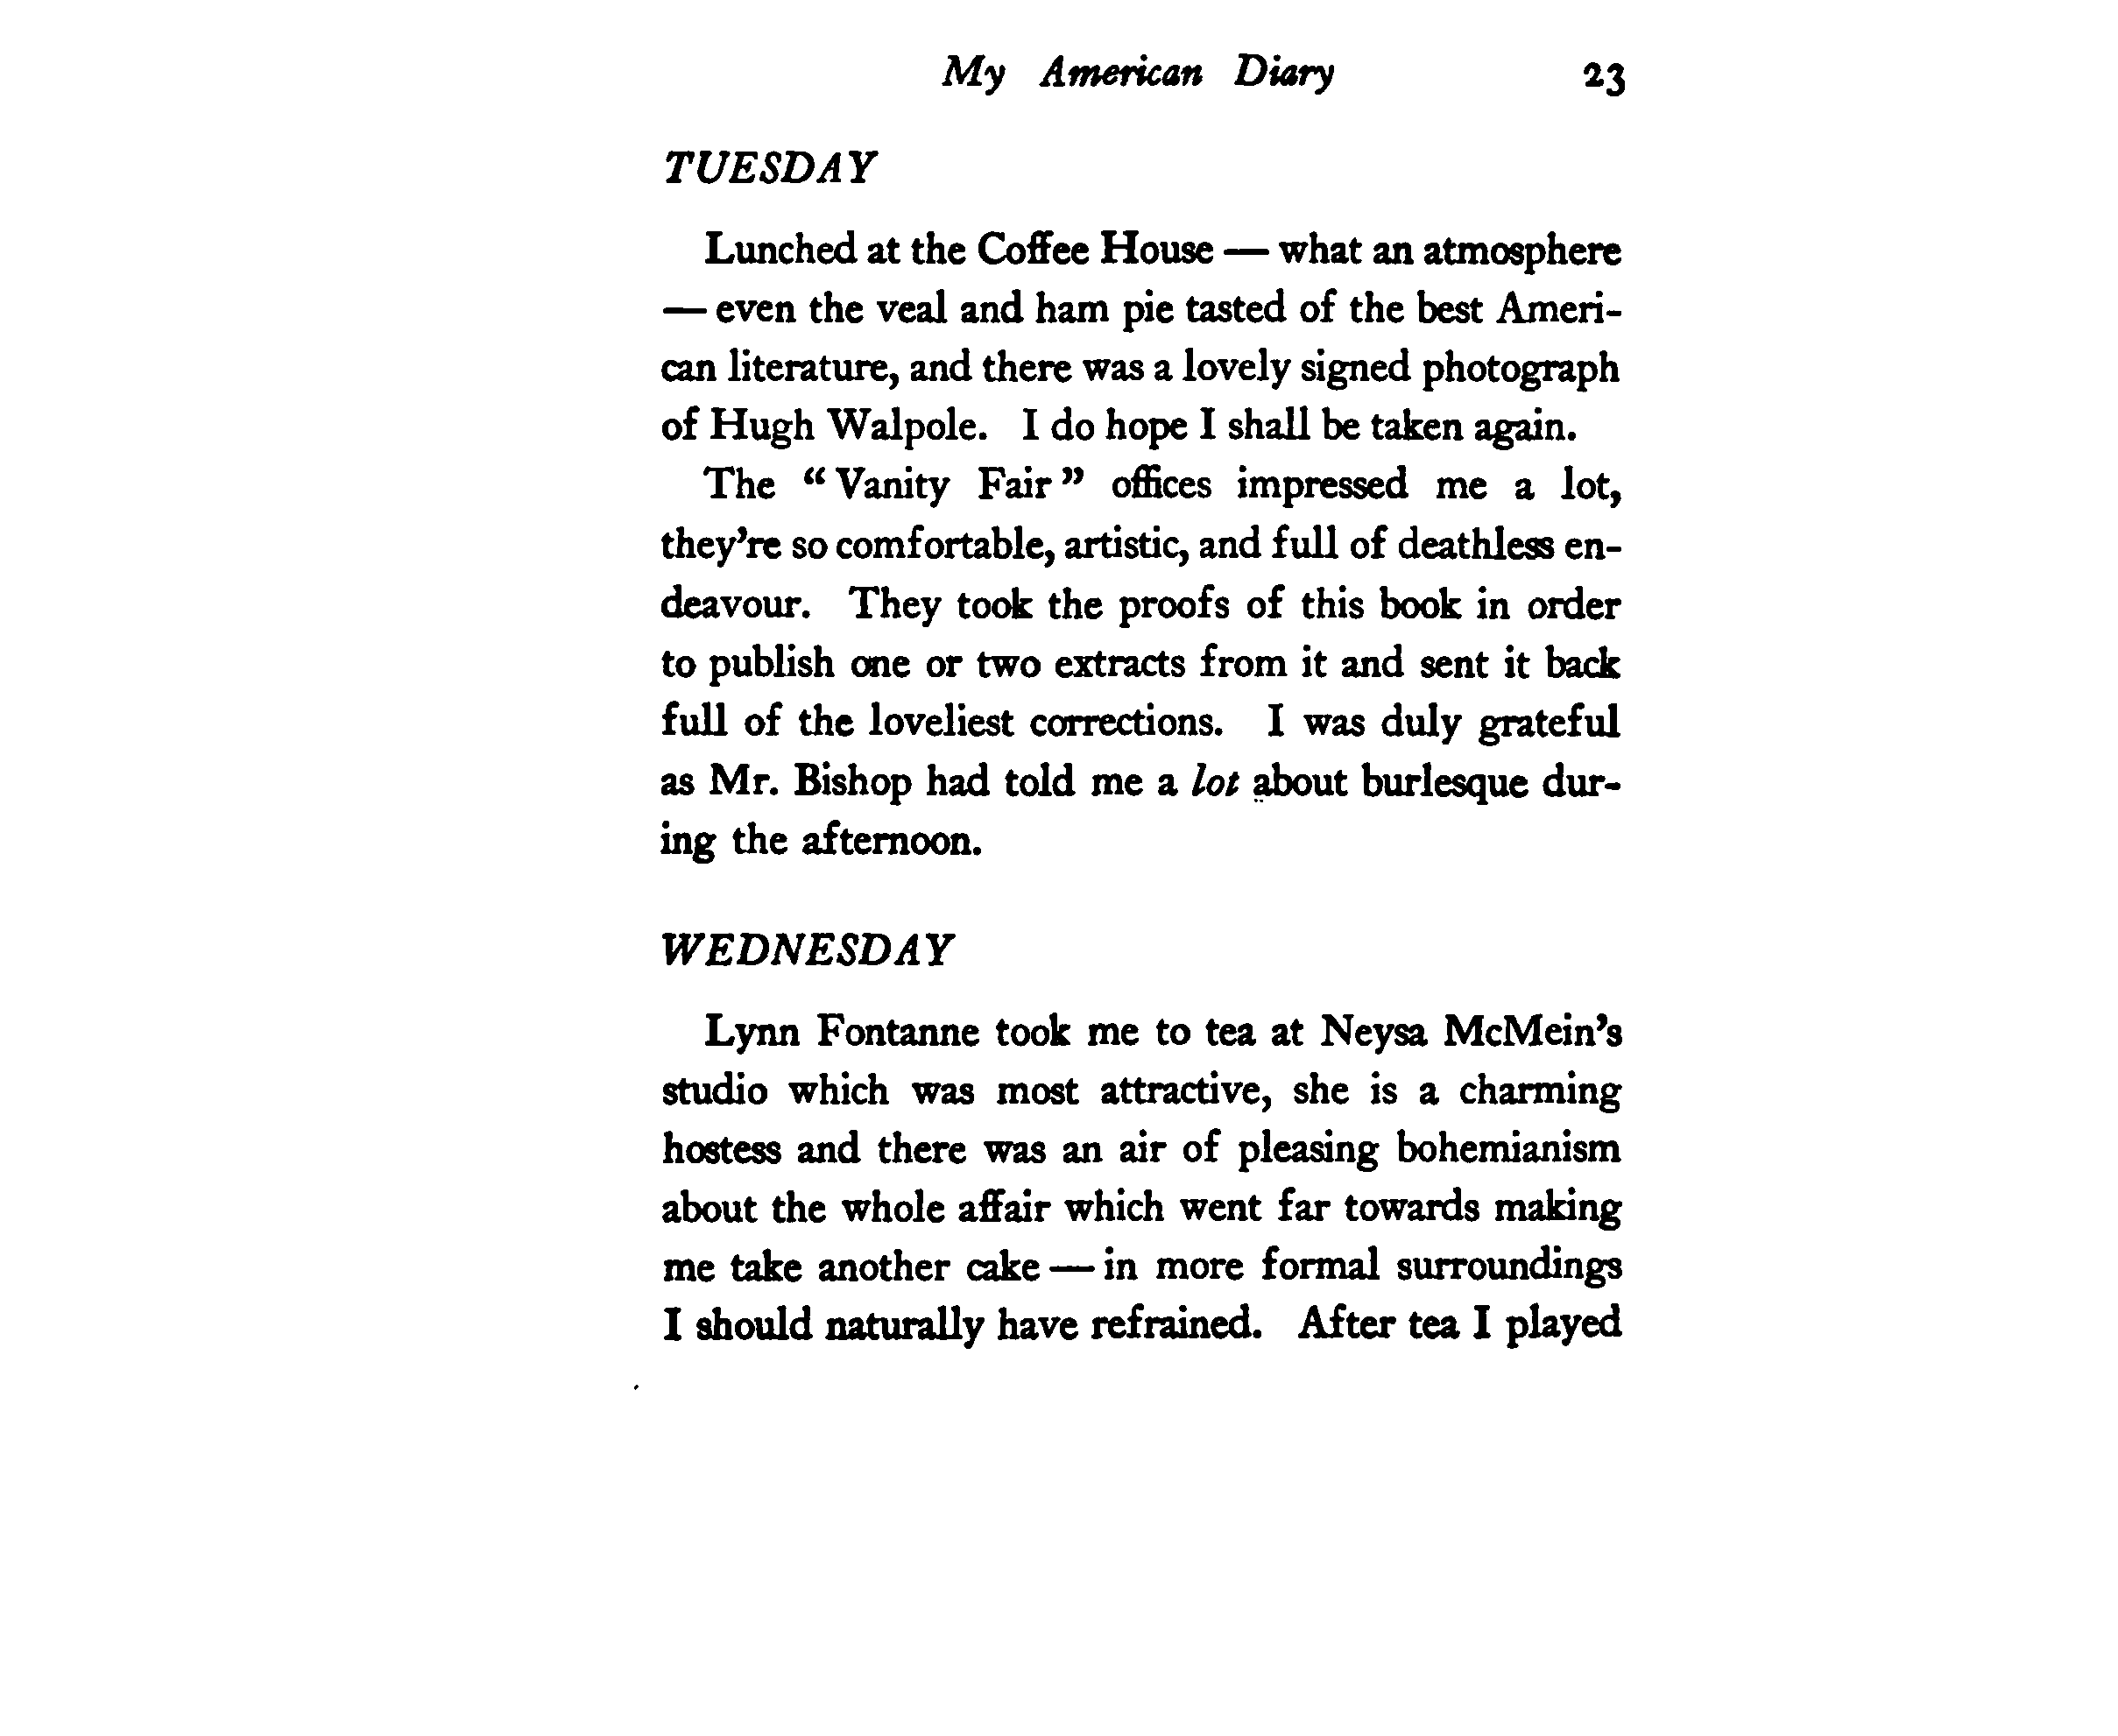 My American Diary 23
TUESDAY
Lunched at the Coffee House — what an atmosphere
— even the veal and ham pie tasted of the best Ameri-
can literature, and there was a lovely signed photograph
of Hugh Walpole. I do hope I shall be taken again.
The “Vanity Fair” offices impressed me a lot,
they’re so comfortable, artistic, and full of deathless en-
deavour. They took the proofs of this book in order
to publish one or two extracts from it and sent it back
full of the loveliest corrections. I was duly grateful
as Mr. Bishop had told me a lot about burlesque dur-
ing the afternoon.
WEDNESDAY
Lynn Fontanne took me to tea at Neysa McMein’s
studio which was most attractive, she is a charming
hostess and there was an air of pleasing bohemianism
about the whole affair which went far towards making
me take another cake — in more formal surroundings
I should naturally have refrained. After tea I played